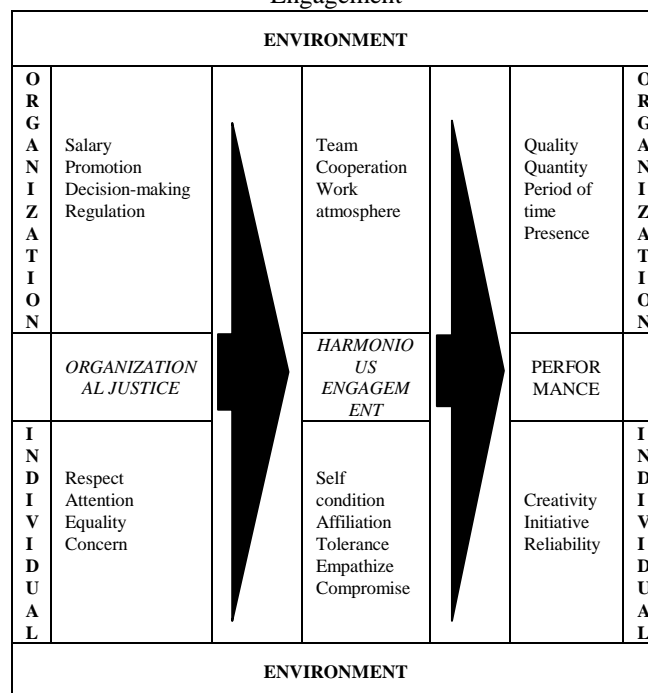 Engagement
ENVIRONMENT
O
R
G
A
N
I
Z
A
T
I
O
N
Salary
Promotion
Decision-making
Regulation
Team
Cooperation
Work
atmosphere
Quality
Quantity
Period of
time
Presence
O
R
G
A
N
I
Z
A
T
I
O
N
ORGANIZATION
AL JUSTICE
HARMONIO
US
ENGAGEM
ENT
PERFOR
MANCE
I
N
D
I
V
I
D
U
A
L
Respect
Attention
Equality
Concern
Self
condition
Affiliation
Tolerance
Empathize
Compromise
Creativity
Initiative
Reliability
I
N
D
I
V
I
D
U
A
L
ENVIRONMENT